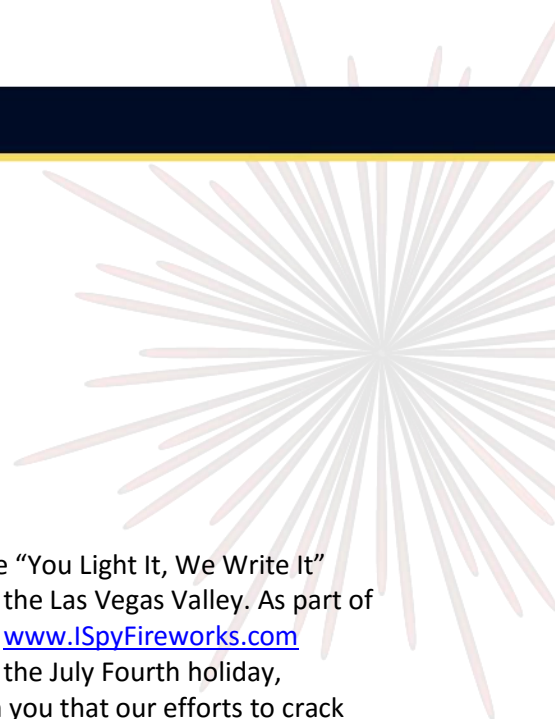 e “You Light It, We Write It”
the Las Vegas Valley. As part of
www.ISpyFireworks.com
the July Fourth holiday,
you that our efforts to crack